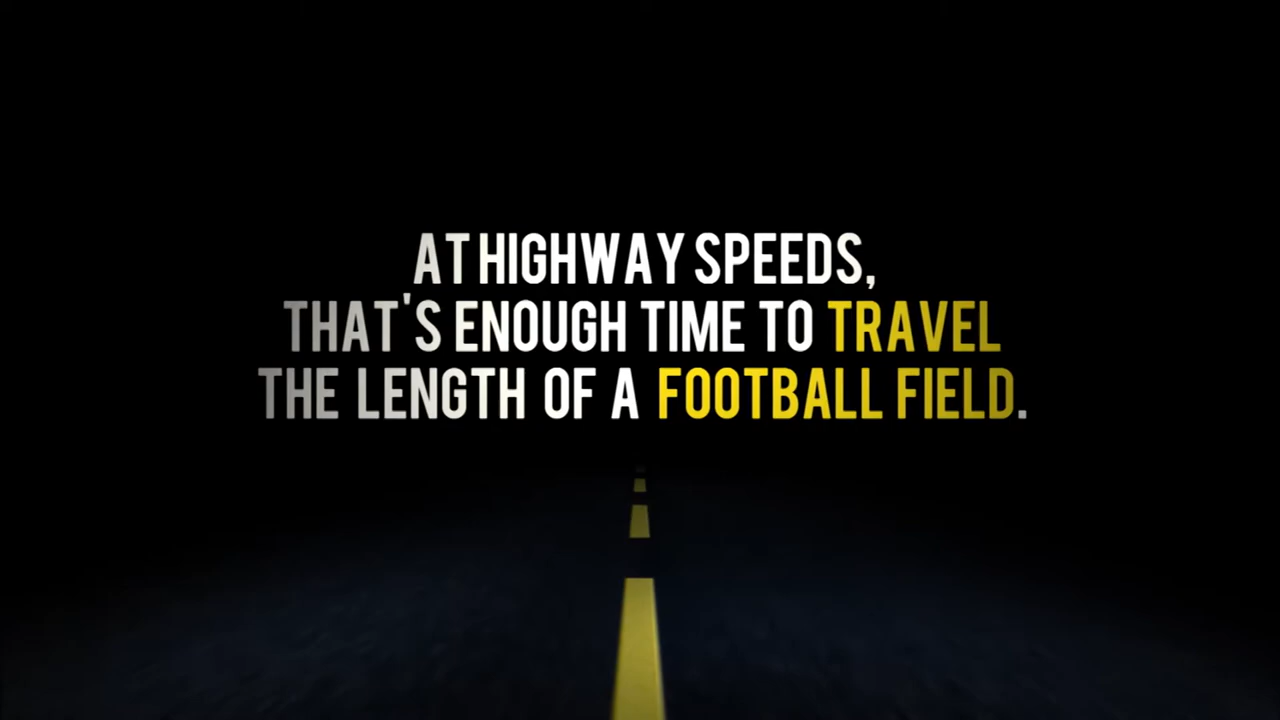 AT HIGHWAY SPEEDS,
THAT'S ENOUGH TIME TO TRAVEL
THE LENGTH OF A FOOTBALL FIELD.